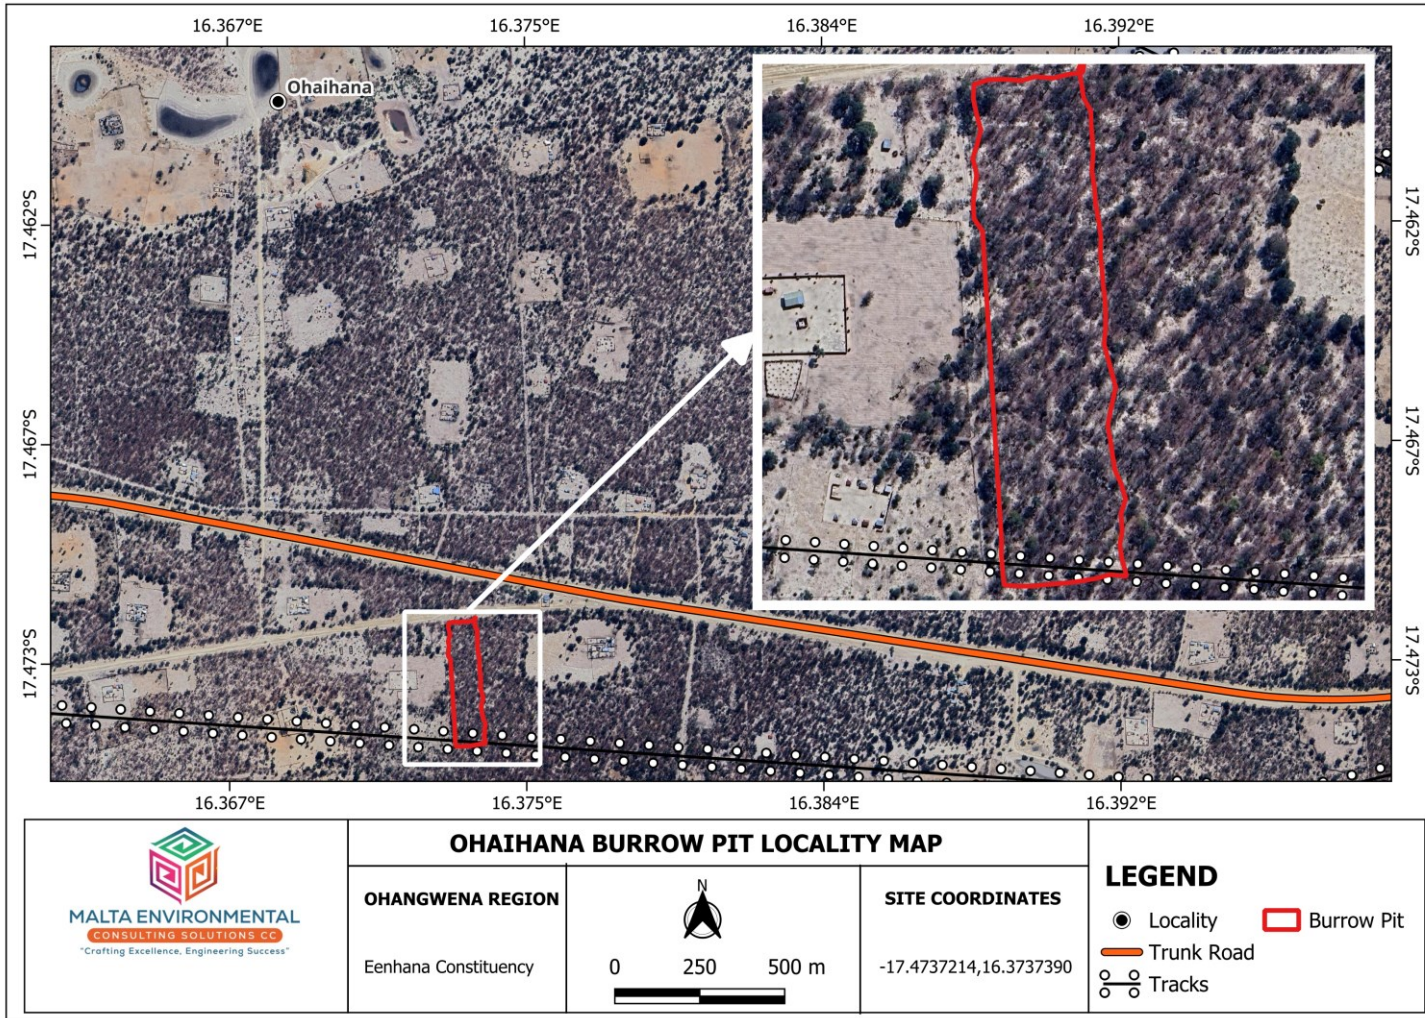 16.367°E 16.375°E 16.384°E 16.392°E
Ohaihana
17.462°S 17.462°S
17.467°S 17.467°S
17.473°S 17.473°S
16.367°E 16.375°E 16.384°E 16.392°E
MALTA ENVIRONMENTAL
CONSULTING SOLUTIONS CC
"Crafting Excellence, Engineering Success"
OHAIHANA BURROW PIT LOCALITY MAP
OHANGWENA REGION
Eenhana Constituency
N
0 250 500 m
SITE COORDINATES
-17.4737214,16.3737390
LEGEND
Locality
Burrow Pit
Trunk Road
Tracks